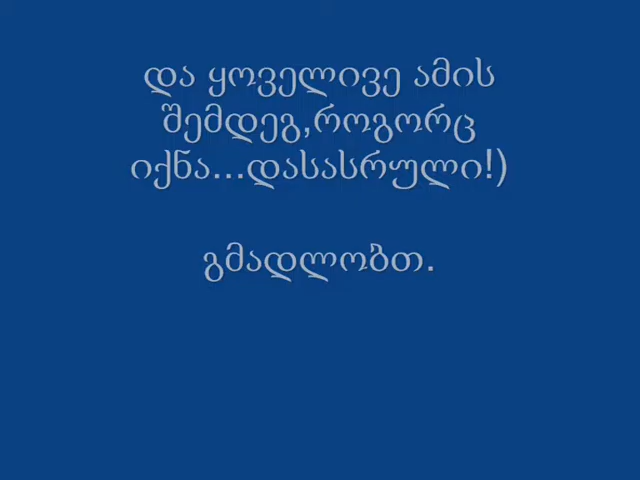 და ყოველივე ამის
შემდეგ,როგორც
იქნა...დასასრული!)
გმადლობთ.